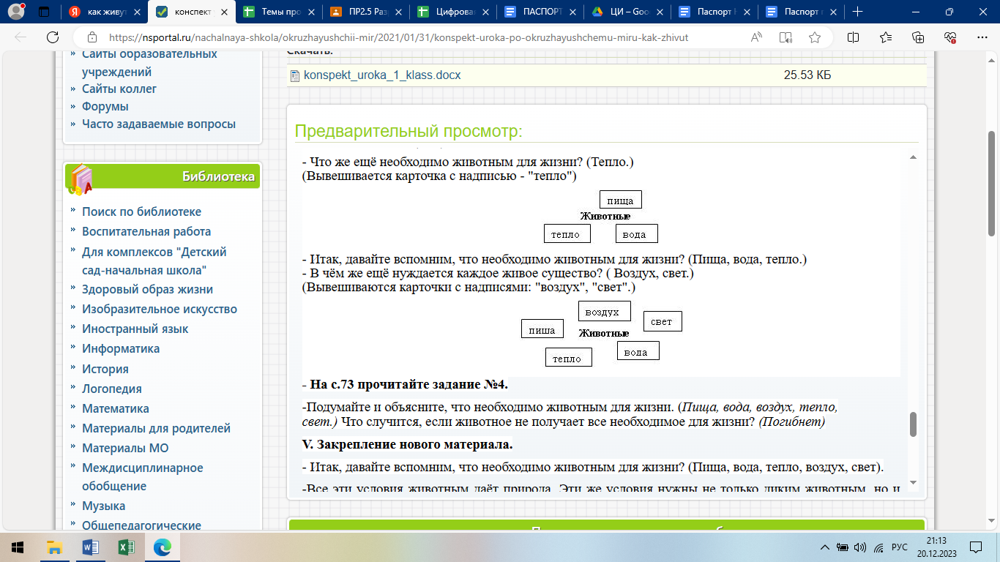 как живут
конспект
Темы про
ПР2.5 Раз
Цифровая
ПАСПОРТ
ЦИ – Goo
Паспорт
Паспорт
https://nsportal.ru/nachalnaya-shkola/okruzhayushchii-mir/2021/01/31/konspekt-uroka-po-okruzhayushchemu-miru-kak-zhivut
Сайты образовательных
учреждений
Сайты коллег
Форумы
Часто задаваемые вопросы
Библиотека
Поиск по библиотеке
Воспитательная работа
Для комплексов "Детский
сад-начальная школа"
Здоровый образ жизни
Изобразительное искусство
Иностранный язык
Информатика
История
Логопедия
Математика
Материалы для родителей
Материалы МО
Междисциплинарное
обобщение
Музыка
Общепедагогические
Скачать:
konspekt_uroka_1_klass.docx 25.53 КБ
Предварительный просмотр:
- Что же ещё необходимо животным для жизни? (Тепло.)
(Вывешивается карточка с надписью - "тепло")
пища
Животные
тепло вода
- Итак, давайте вспомним, что необходимо животным для жизни? (Пища, вода, тепло.)
- В чём же ещё нуждается каждое живое существо? ( Воздух, свет.)
(Вывешиваются карточки с надписями: "воздух", "свет".)
воздух
свет
пиша
Животные
тепло вода
- На с.73 прочитайте задание №4.
-Подумайте и объясните, что необходимо животным для жизни. (Пища, вода, воздух, тепло,
свет.) Что случится, если животное не получает все необходимое для жизни? (Погибнет)
V. Закрепление нового материала.
- Итак, давайте вспомним, что необходимо животным для жизни? (Пища, вода, тепло, воздух, свет).
-Все эти условия животным даёт природа. Эти же условия нужны не только диким животным, но и
РУС
21:13
20.12.2023